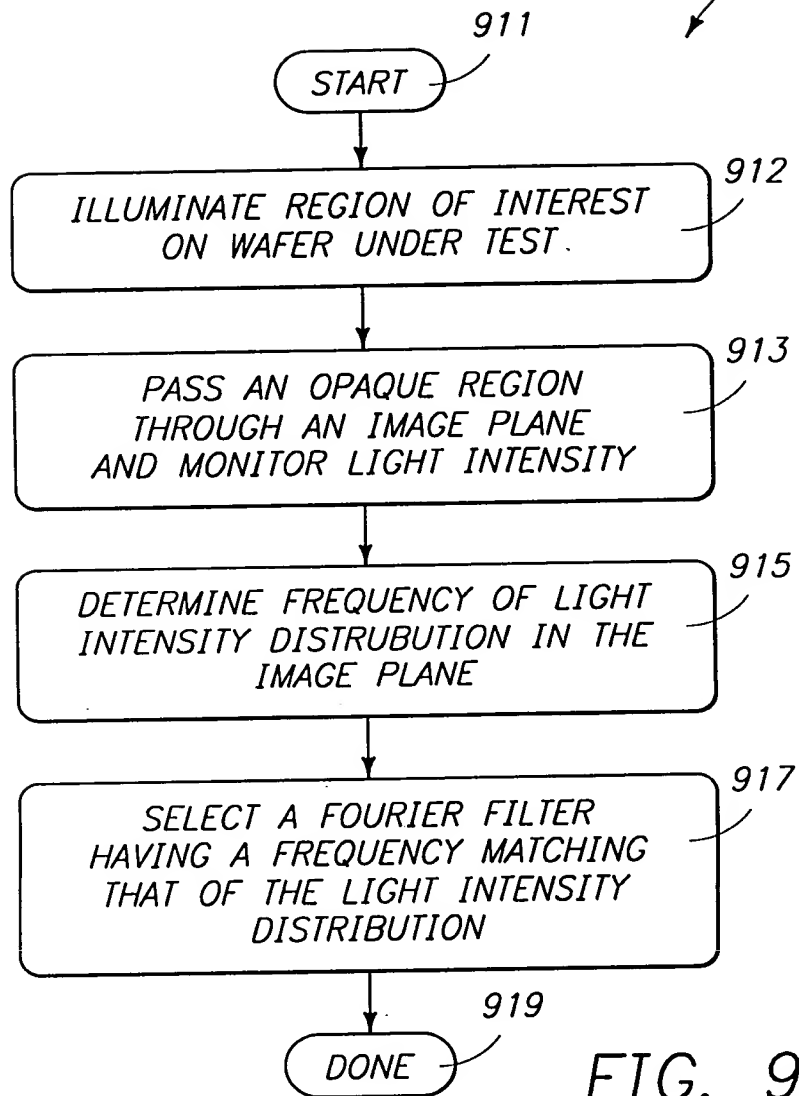 911
START
912
ILLUMINATE REGION OF INTEREST
ON WAFER UNDER TEST.
913
PASS AN OPAQUE REGION
THROUGH AN IMAGE PLANE
AND MONITOR LIGHT INTENSITY
915
DETERMINE FREQUENCY OF LIGHT
INTENSITY DISTRUBUTION IN THE
IMAGE PLANE
917
SELECT A FOURIER FILTER
HAVING A FREQUENCY MATCHING
THAT OF THE LIGHT INTENSITY
DISTRIBUTION
919
DONE
FIG. 9